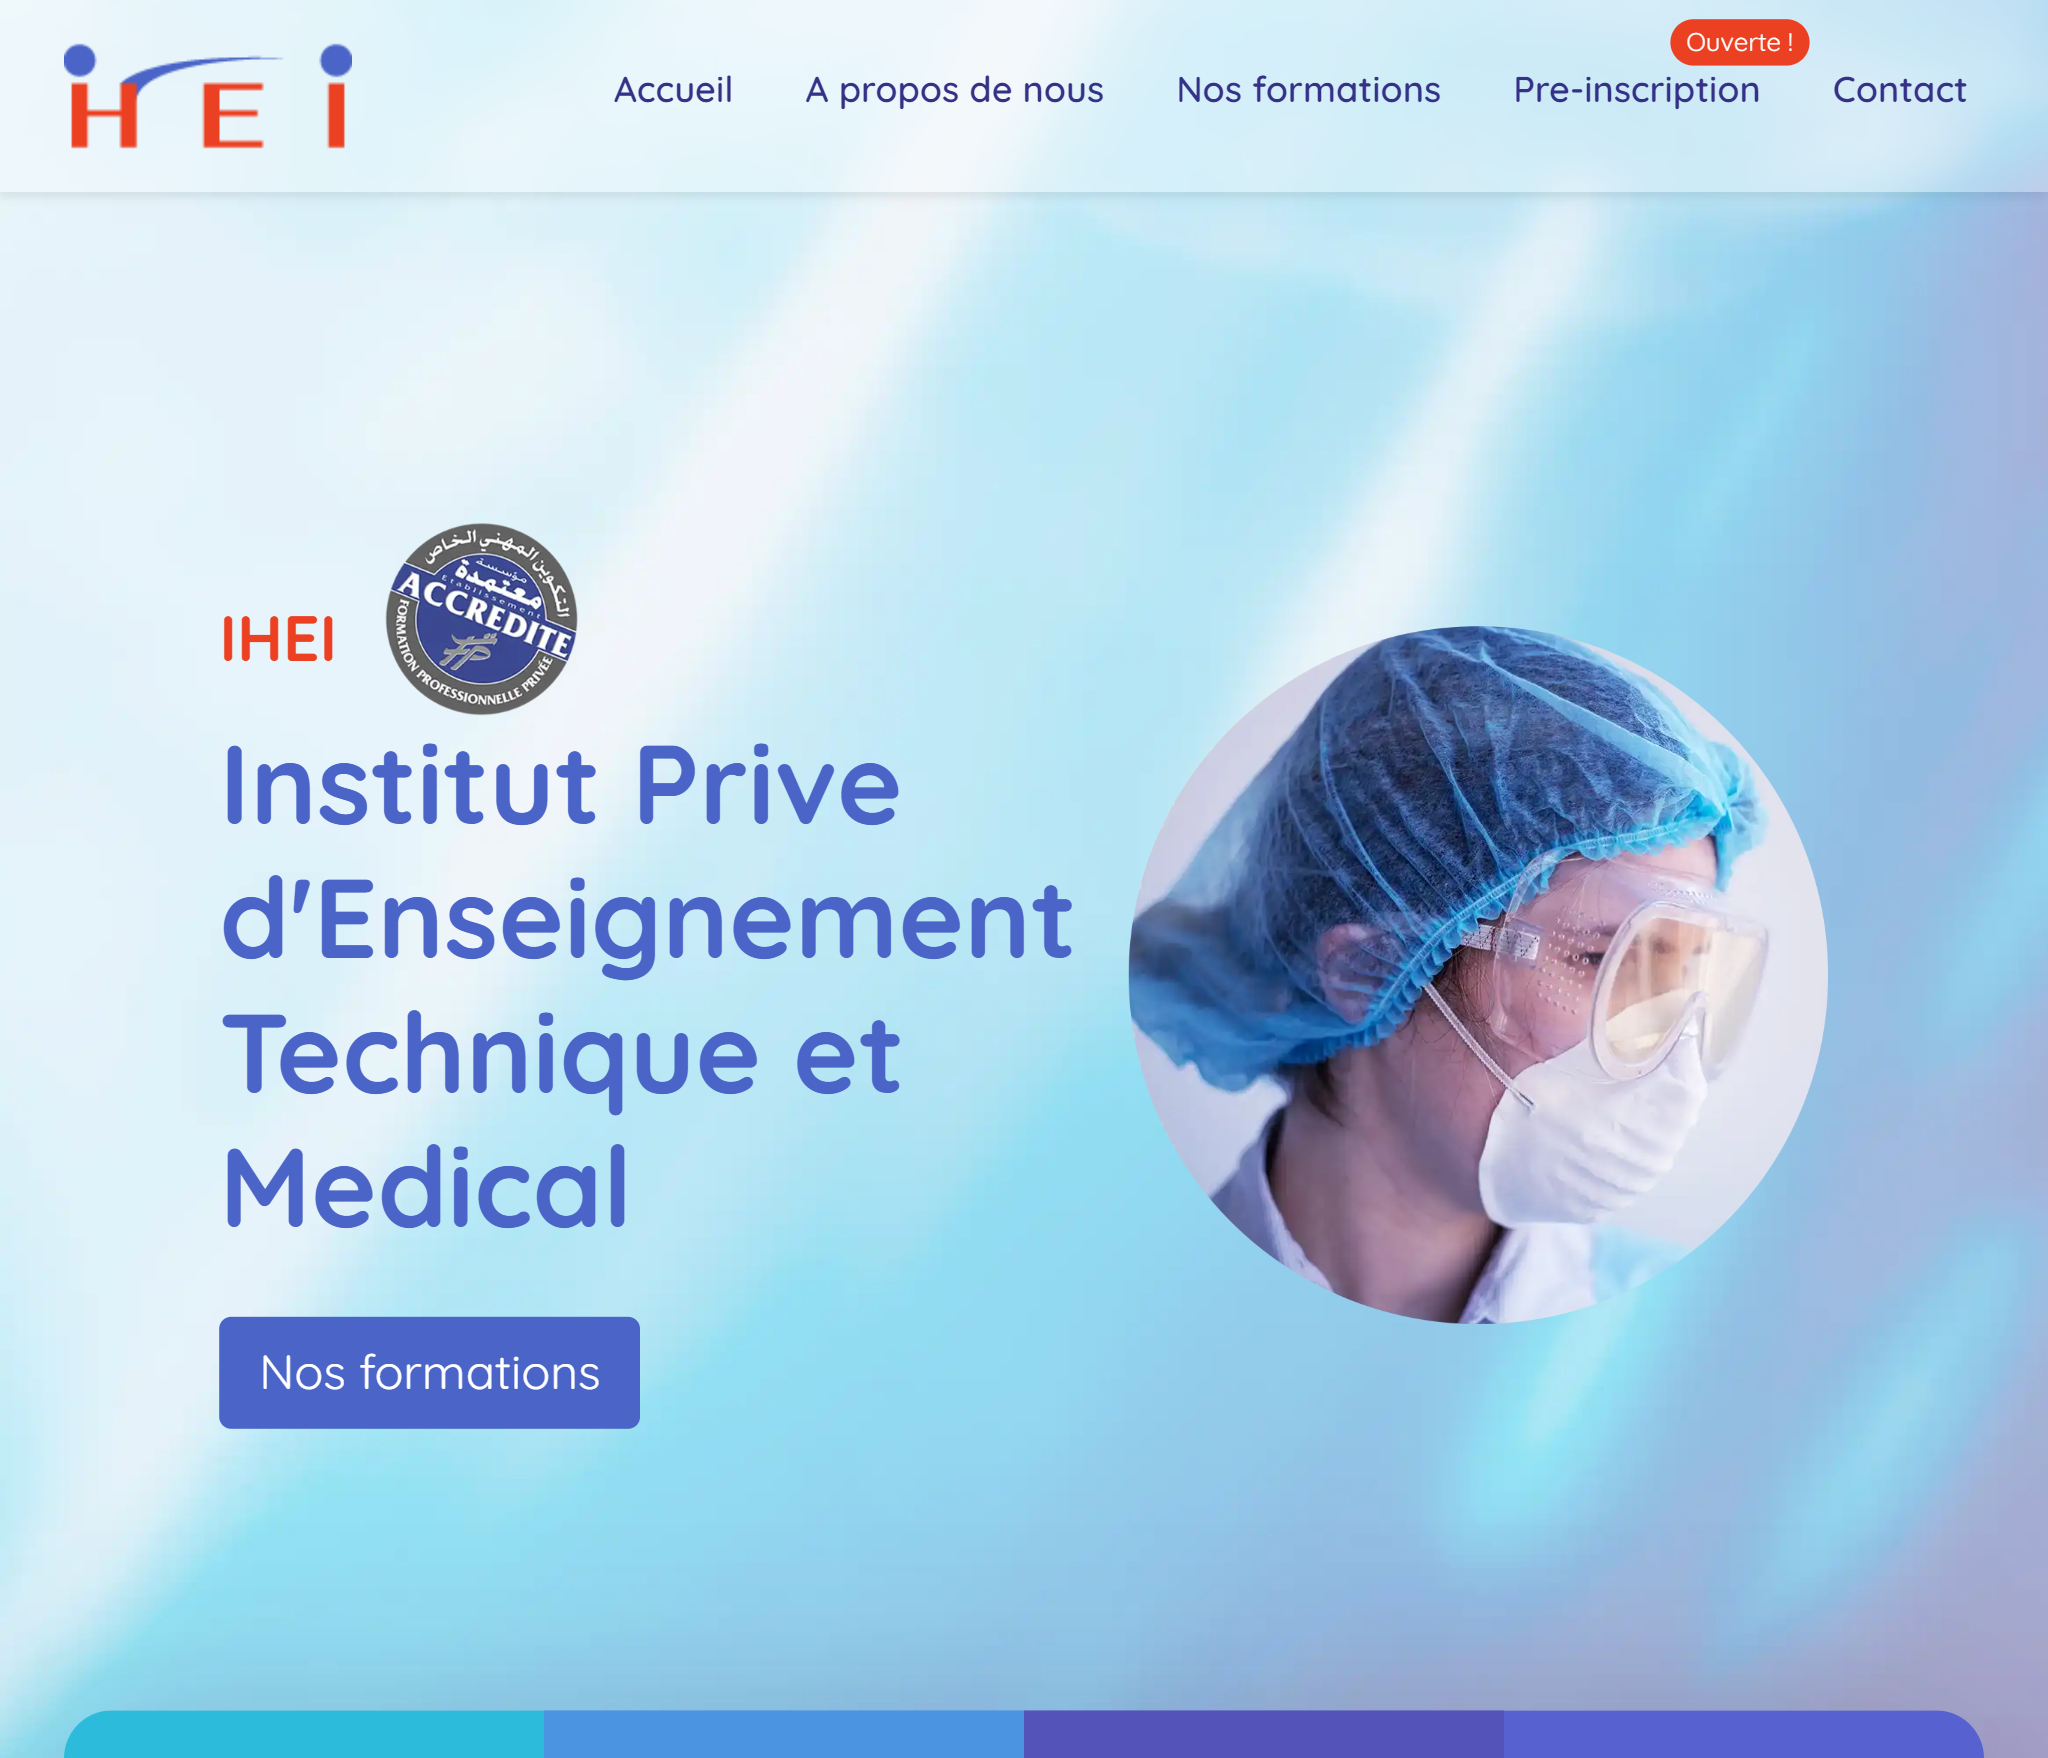 IHEI
Accueil
A propos de nous
Nos formations
Pre-inscription
Ouverte !
Contact
IHEI
التكوين المهني الخاص
مؤسسة
معتمدة
Etablissement
ACCREDITE
FP
FORMATION PROFESSIONNELLE PRIVÉE
Institut Prive
d'Enseignement
Technique et
Medical
Nos formations